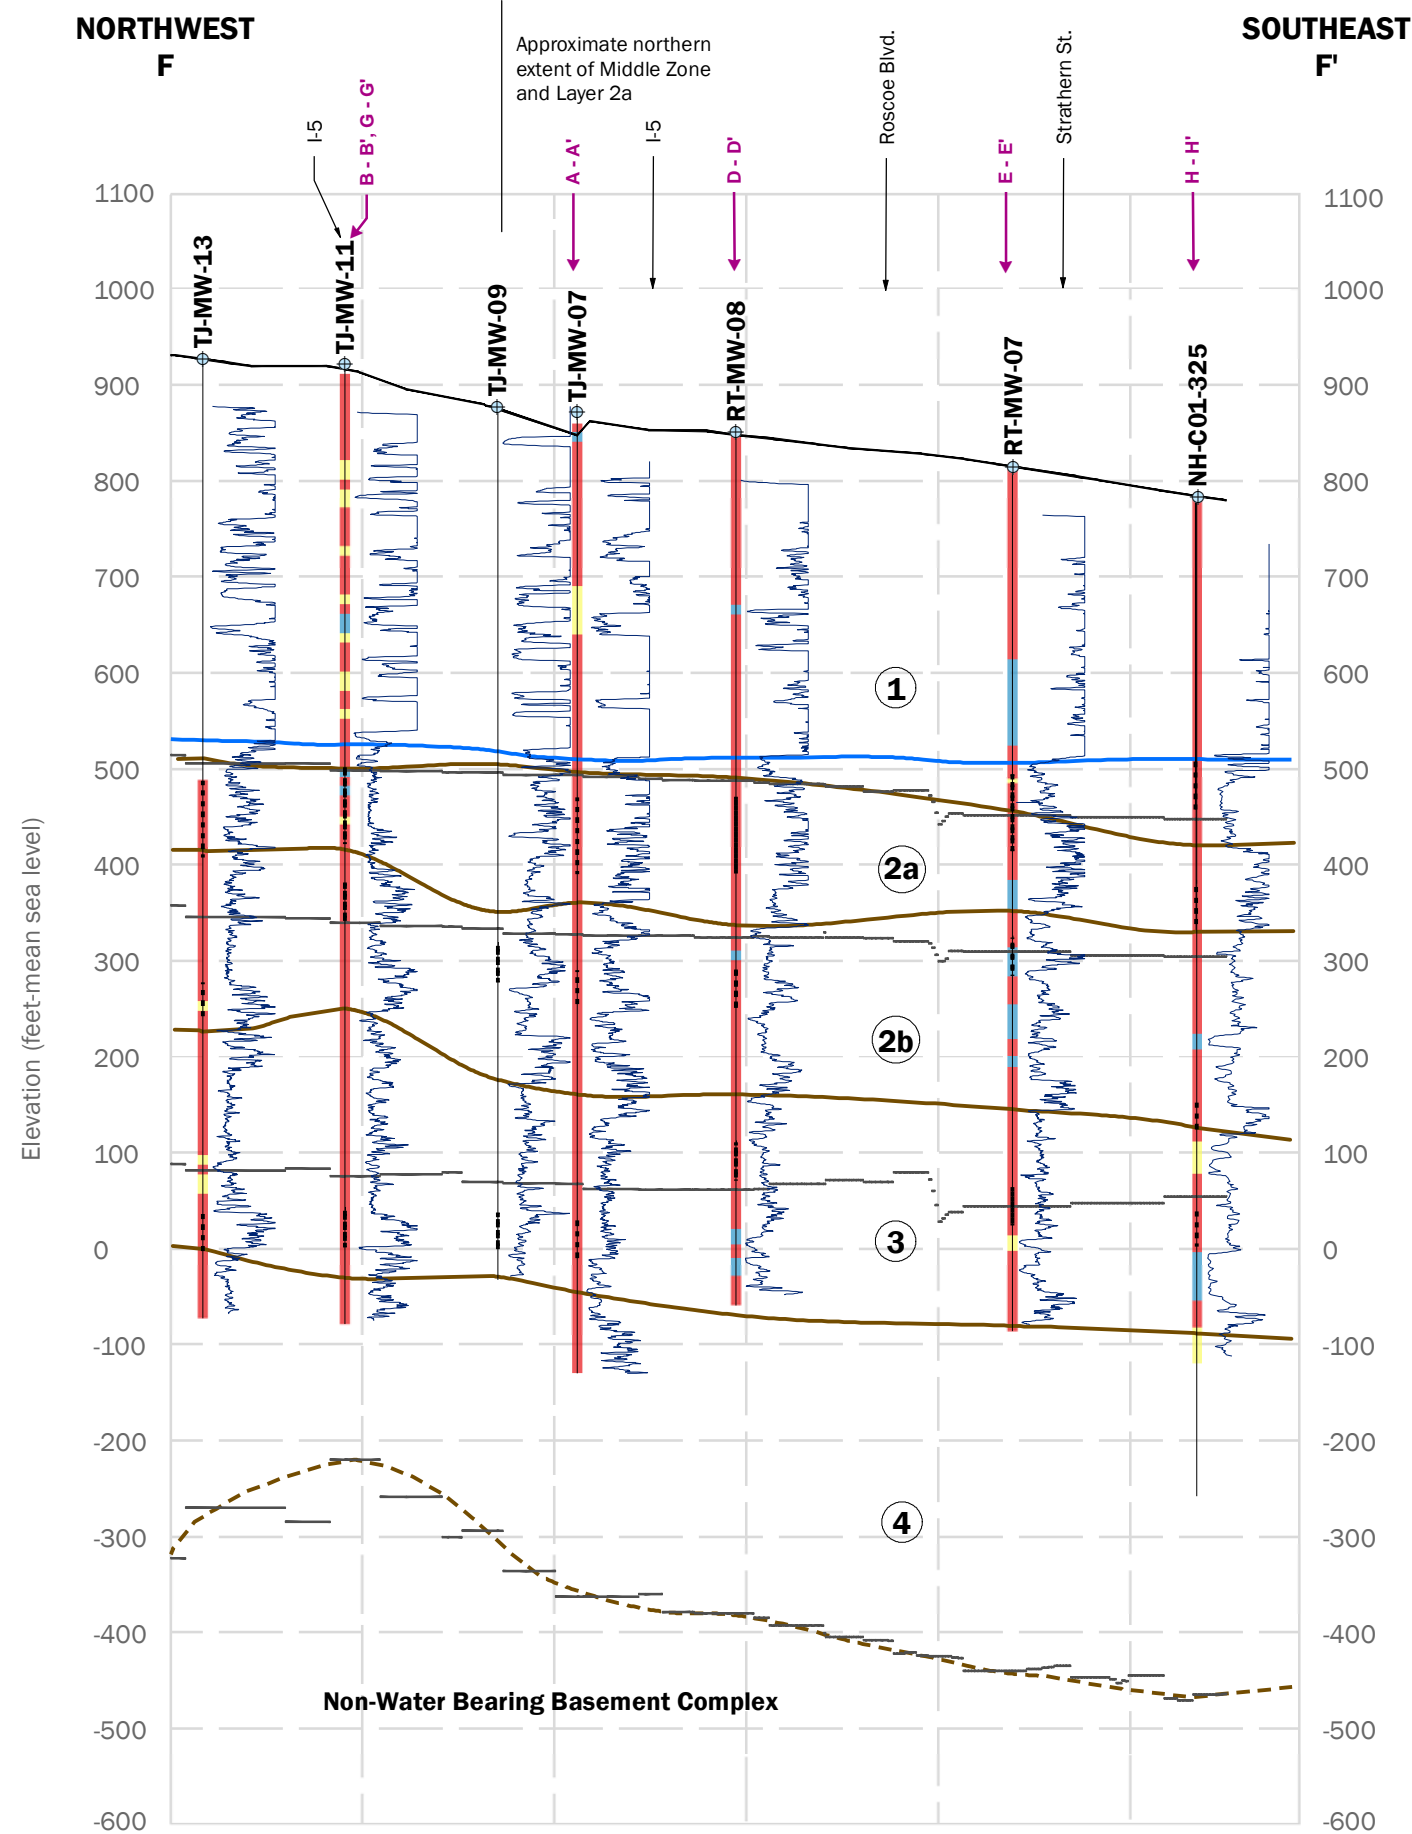 NORTHWEST
F
SOUTHEAST
F'
Approximate northern
extent of Middle Zone
and Layer 2a
I-5
B - B', G - G'
A - A'
I-5
D - D'
Roscoe Blvd.
E - E'
Strathern St.
H - H'
TJ-MW-13
TJ-MW-11
TJ-MW-09
TJ-MW-07
RT-MW-08
RT-MW-07
NH-C01-325
Elevation (feet-mean sea level)
1100
1000
900
800
700
600
500
400
300
200
100
0
-100
-200
-300
-400
-500
-600
1
2a
2b
3
4
Non-Water Bearing Basement Complex
1100
1000
900
800
700
600
500
400
300
200
100
0
-100
-200
-300
-400
-500
-600